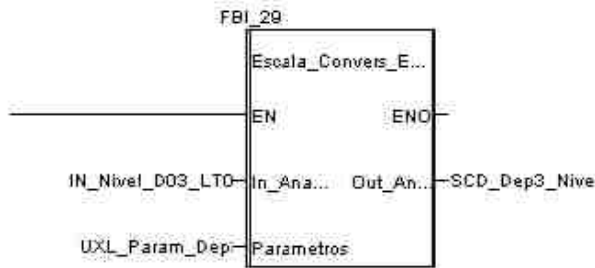 FBI_29
Escala_Convers_E...
EN ENO
IN_Nivel_D03_LT0 In_Ana... Out_An... SCD_Dep3_Nive
UXL_Param_Dep Parametros